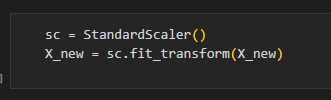 sc = StandardScaler()
X_new = sc.fit_transform(X_new)
]